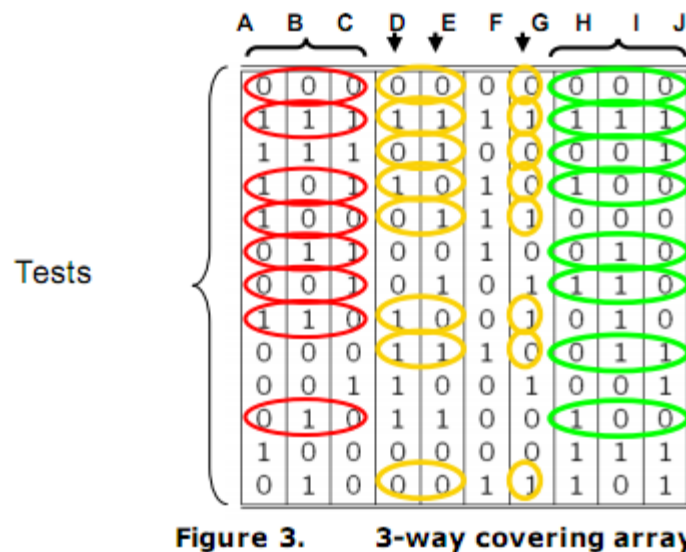 A B C D E F G H I J
0 0 0 0 0 0 0 0 0 0
1 1 1 1 1 1 1 1 1 1
1 1 1 0 1 0 0 0 0 1
1 0 1 1 0 1 0 1 0 0
1 0 0 0 1 1 1 0 0 0
0 1 1 0 0 1 0 0 1 0
0 0 1 0 1 0 1 1 1 0
1 1 0 1 0 0 1 0 1 0
0 0 0 1 1 1 0 0 1 1
0 0 1 1 0 0 1 0 0 1
0 1 0 1 1 0 0 1 0 0
1 0 0 0 0 0 0 1 1 1
0 1 0 0 0 1 1 1 0 1
Tests
Figure 3. 3-way covering array